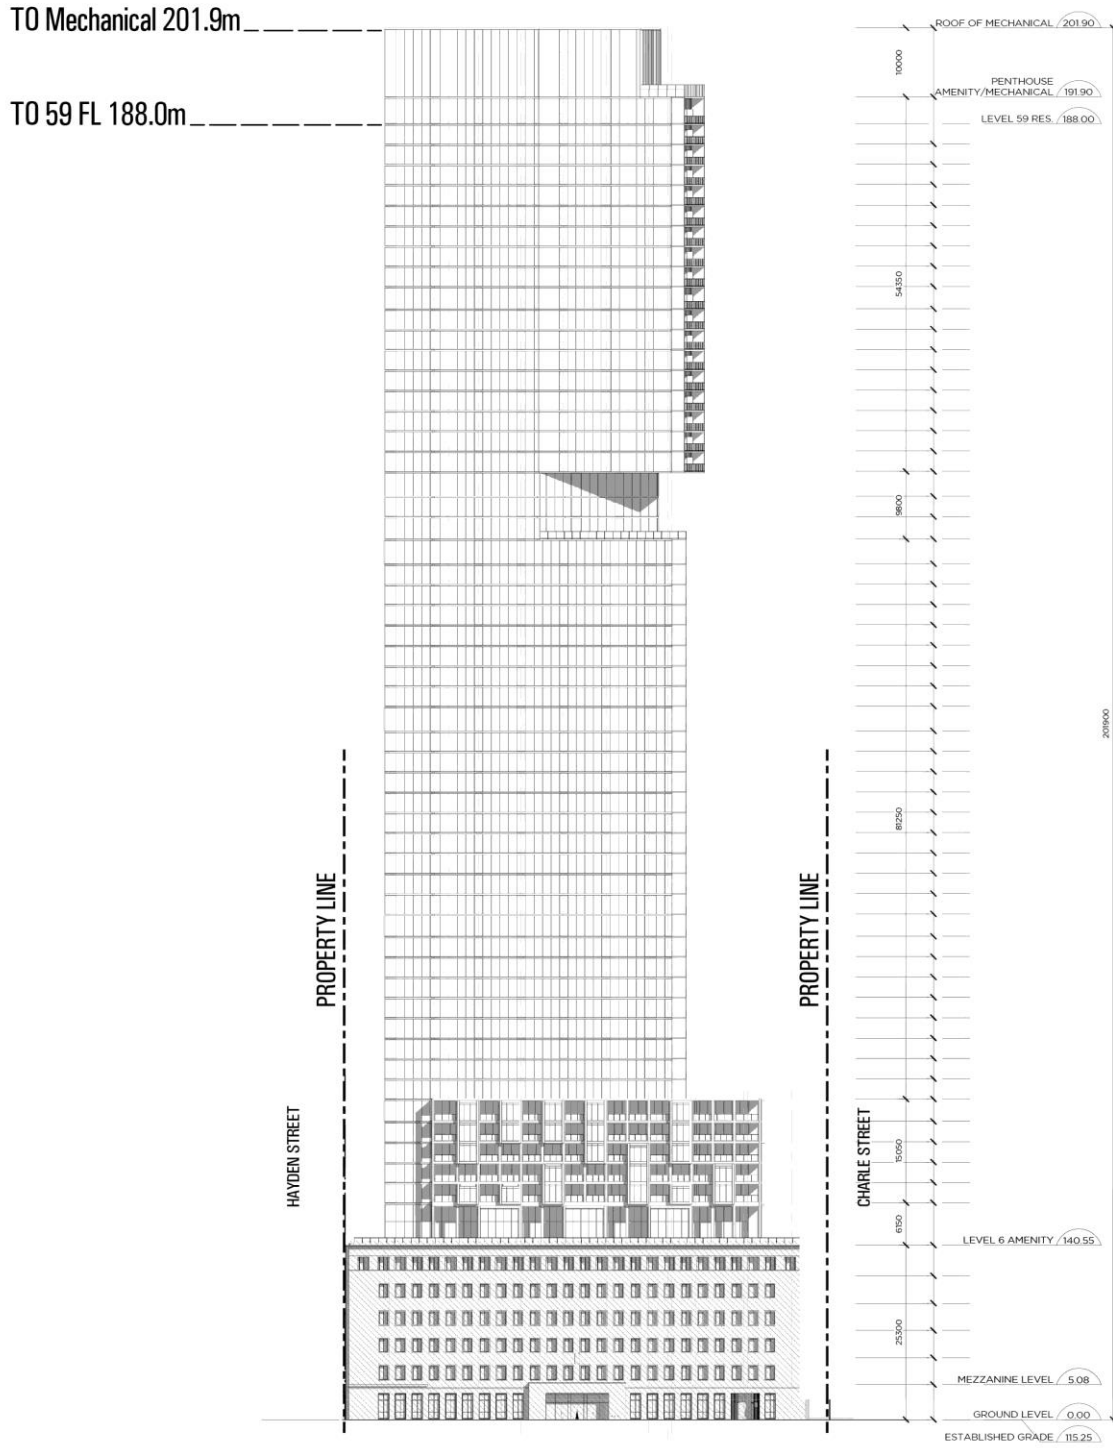 TO Mechanical 201.9m
ROOF OF MECHANICAL 201.90
10000
PENTHOUSE
AMENITY/MECHANICAL 191.90
TO 59 FL 188.0m
LEVEL 59 RES. 188.00
54350
9800
201900
81250
PROPERTY LINE
PROPERTY LINE
HAYDEN STREET
CHARLE STREET
15050
6150
LEVEL 6 AMENITY 140.55
25300
MEZZANINE LEVEL 5.08
GROUND LEVEL 0.00
ESTABLISHED GRADE 115.25